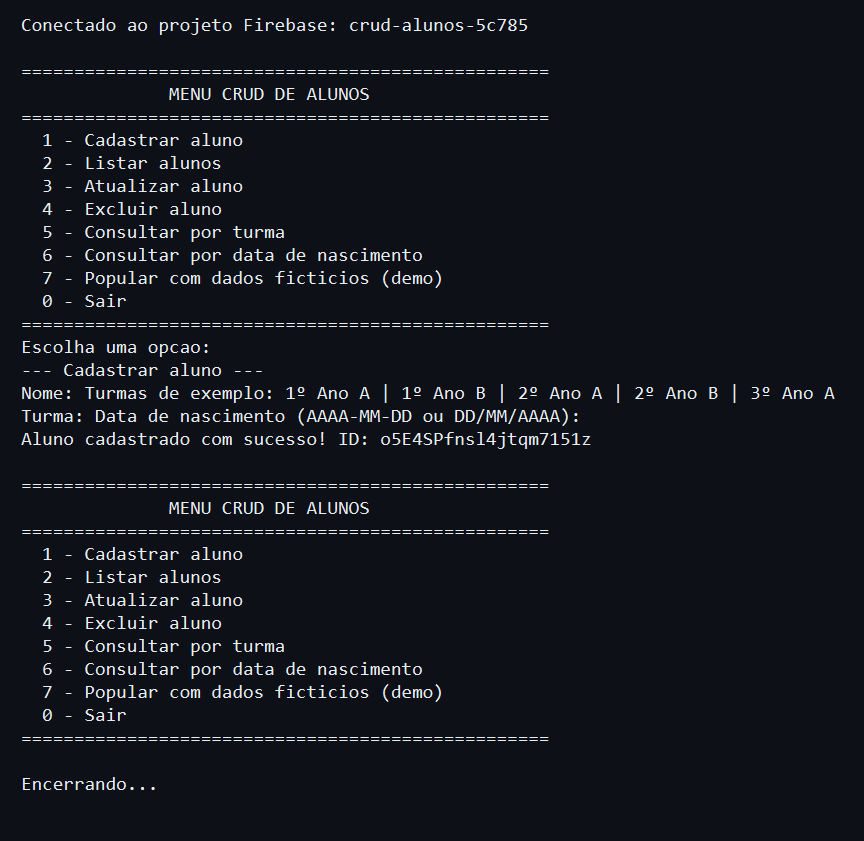 Conectado ao projeto Firebase: crud-alunos-5c785
==================================================
MENU CRUD DE ALUNOS
==================================================
1 - Cadastrar aluno
2 - Listar alunos
3 - Atualizar aluno
4 - Excluir aluno
5 - Consultar por turma
6 - Consultar por data de nascimento
7 - Popular com dados ficticios (demo)
0 - Sair
==================================================
Escolha uma opcao:
--- Cadastrar aluno ---
Nome: Turmas de exemplo: 1º Ano A | 1º Ano B | 2º Ano A | 2º Ano B | 3º Ano A
Turma: Data de nascimento (AAAA-MM-DD ou DD/MM/AAAA):
Aluno cadastrado com sucesso! ID: o5E4SPfnsl4jtqm7151z
==================================================
MENU CRUD DE ALUNOS
==================================================
1 - Cadastrar aluno
2 - Listar alunos
3 - Atualizar aluno
4 - Excluir aluno
5 - Consultar por turma
6 - Consultar por data de nascimento
7 - Popular com dados ficticios (demo)
0 - Sair
==================================================
Encerrando...